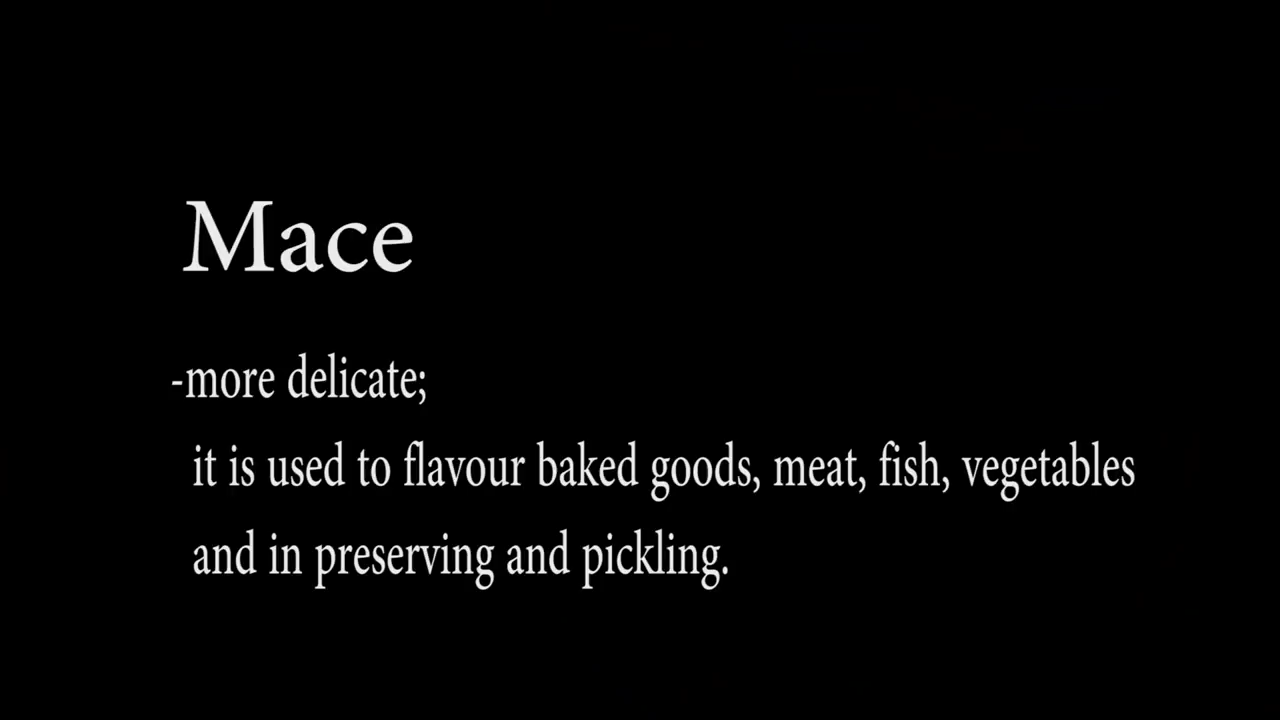 Mace
-more delicate;
it is used to flavour baked goods, meat, fish, vegetables
and in preserving and pickling.